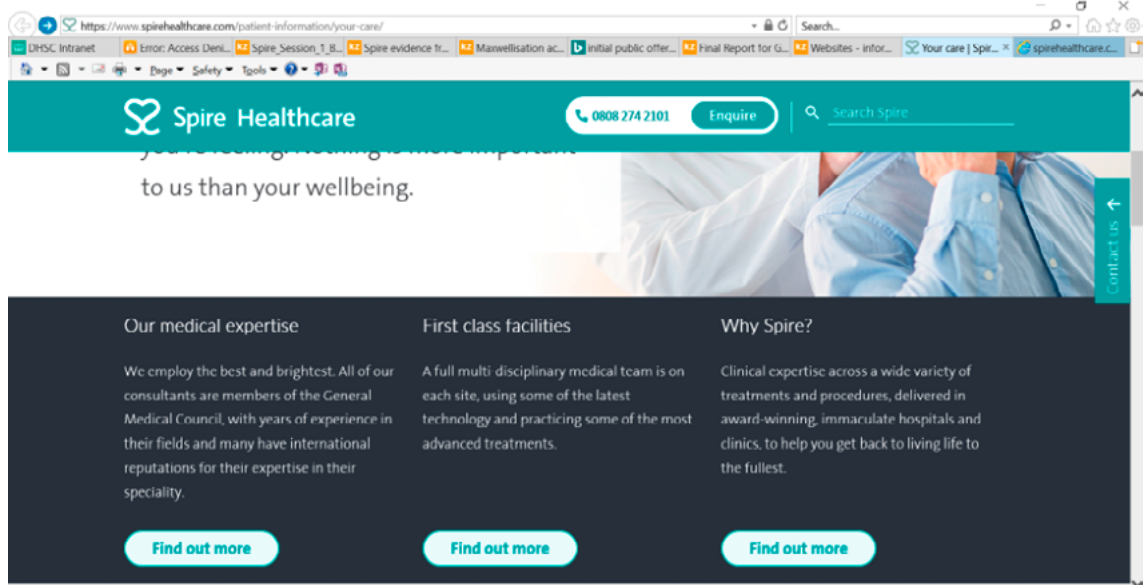 https://www.spirehealthcare.com/patient-information/your-care/
Search...
DHSC Intranet
Error: Access Deni...
Spire_Session_1_B...
Spire evidence fr...
Maxwellisation ac...
initial public offer...
Final Report for G...
Websites - infor...
Your care | Spir...
spirehealthcare.c...
Page Safety Tools
Spire Healthcare
0808 274 2101
Enquire
Search Spire
you're feeling. Nothing is more important
to us than your wellbeing.
Contact us
Our medical expertise
We employ the best and brightest. All of our
consultants are members of the General
Medical Council, with years of experience in
their fields and many have international
reputations for their expertise in their
speciality.
Find out more
First class facilities
A full multi-disciplinary medical team is on
each site, using some of the latest
technology and practicing some of the most
advanced treatments.
Find out more
Why Spire?
Clinical expertise across a wide variety of
treatments and procedures, delivered in
award-winning, immaculate hospitals and
clinics, to help you get back to living life to
the fullest.
Find out more